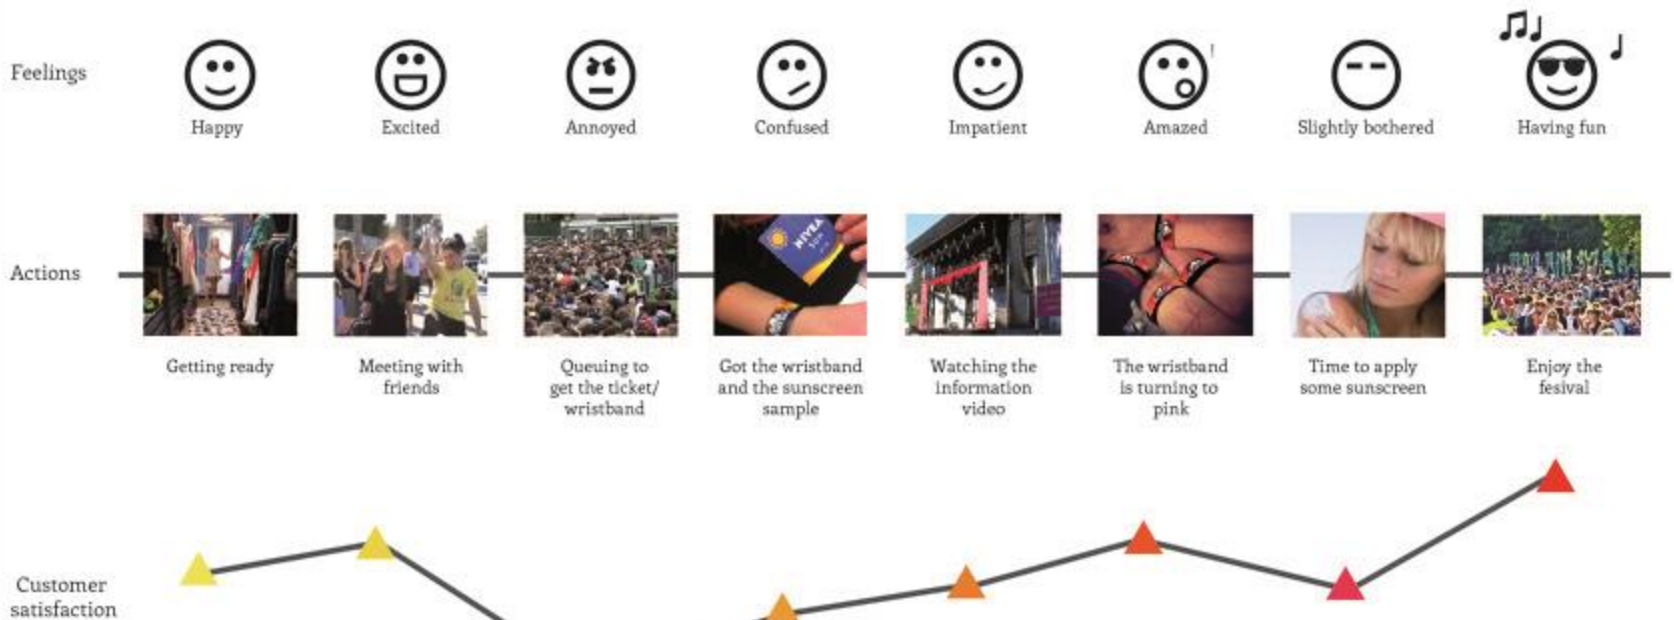 Feelings
Happy
Excited
Annoyed
Confused
Impatient
Amazed
!
Slightly bothered
Having fun
Actions
NIVEA
SUN
Getting ready
Meeting with
friends
Queuing to
get the ticket/
wristband
Got the wristband
and the sunscreen
sample
Watching the
information
video
The wristband
is turning to
pink
Time to apply
some sunscreen
Enjoy the
fesival
Customer
satisfaction